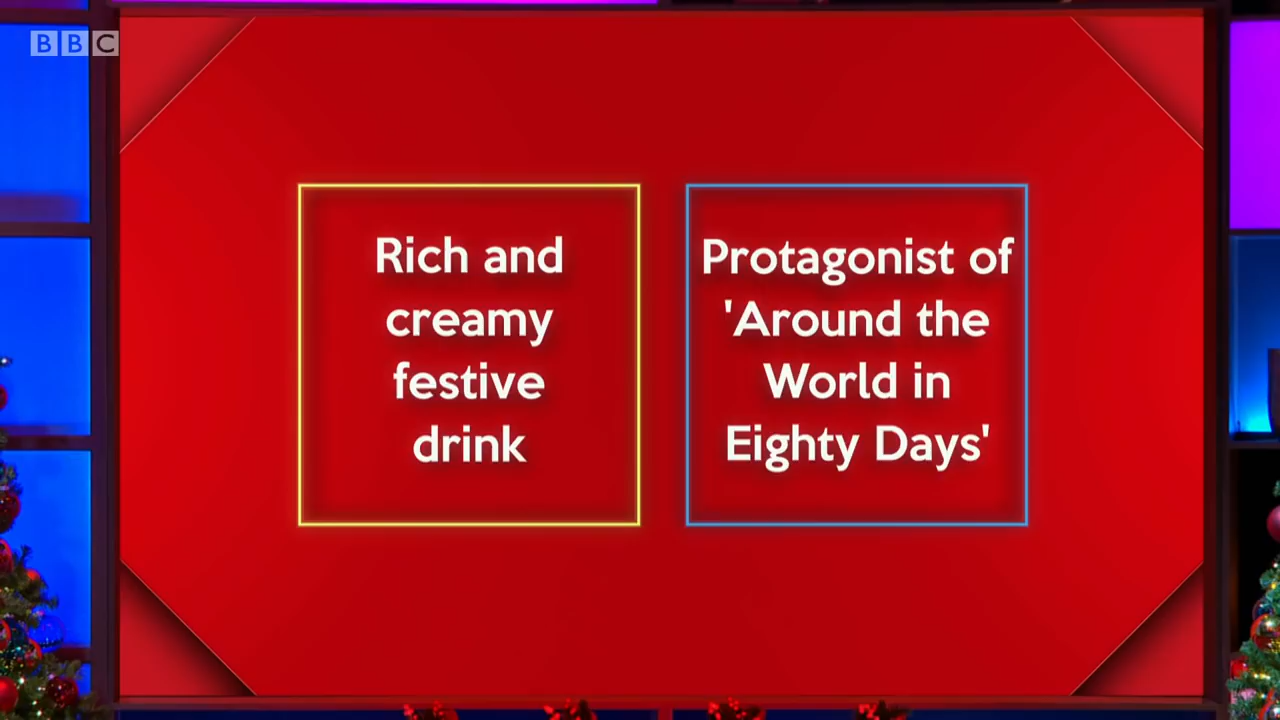 BBC
Rich and
creamy
festive
drink
Protagonist of
'Around the
World in
Eighty Days'